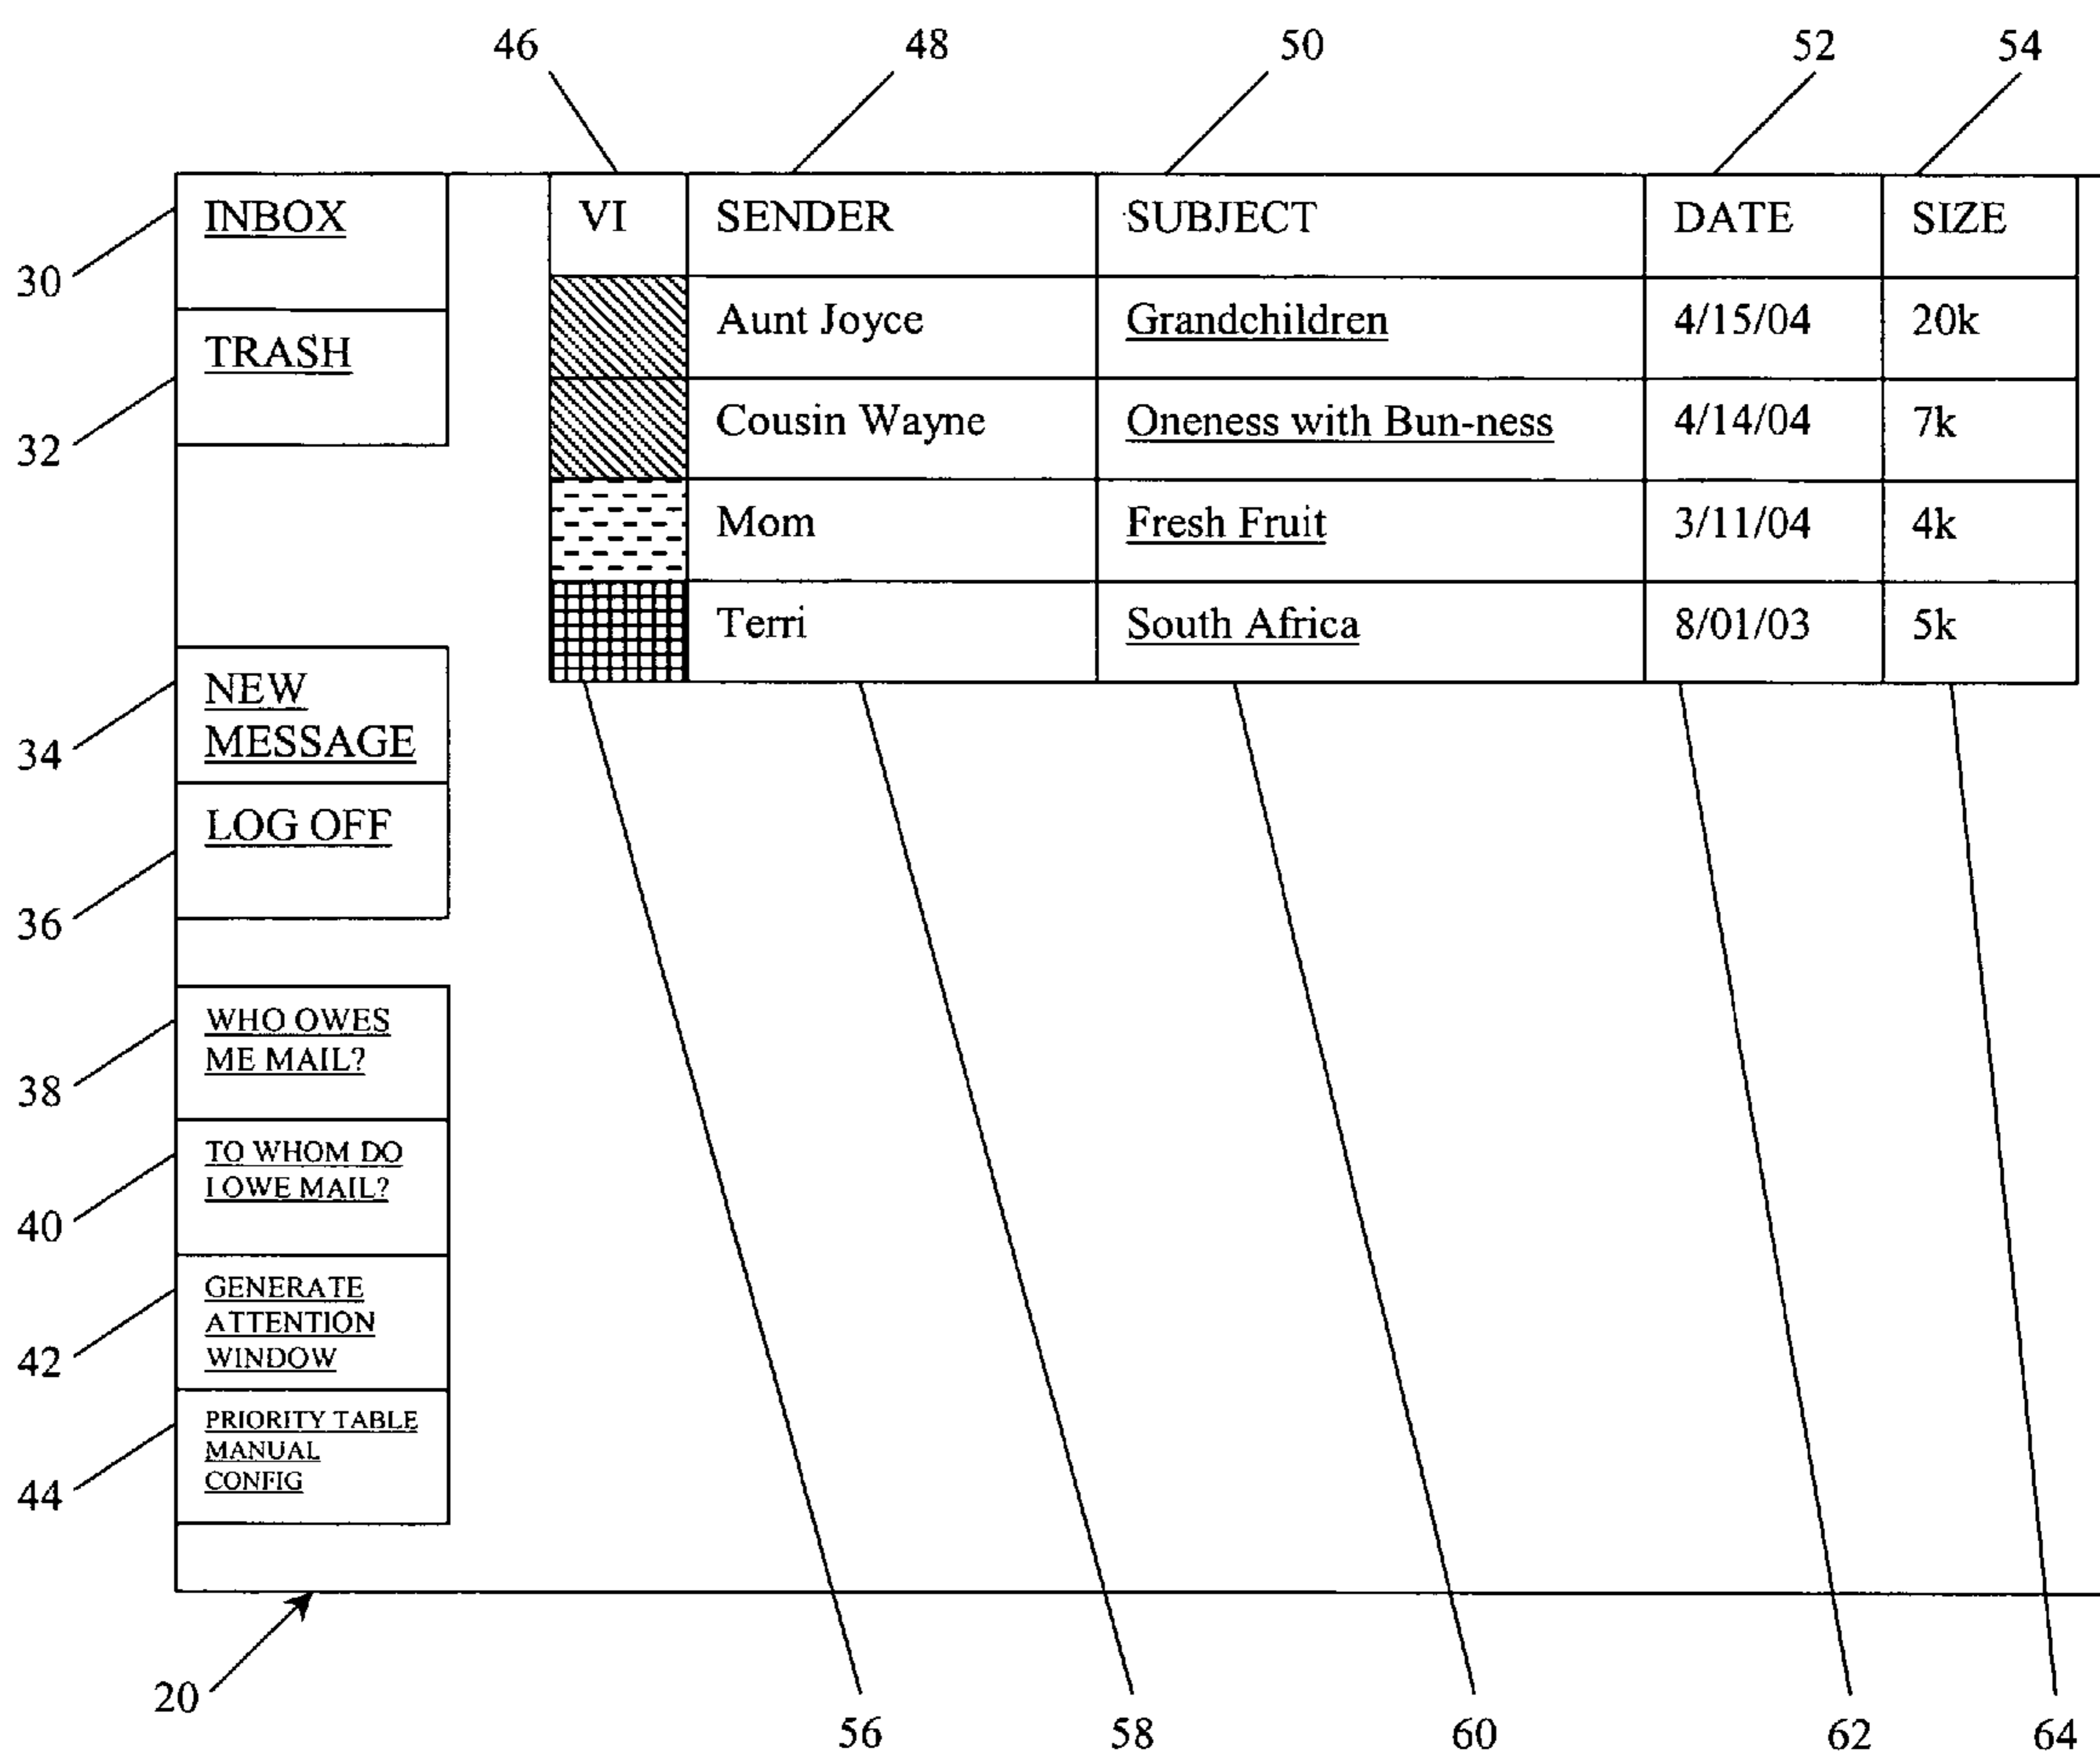 46 48 50 52 54
30
INBOX
32
TRASH
34
NEW
MESSAGE
36
LOG OFF
38
WHO OWES
ME MAIL?
40
TO WHOM DO
I OWE MAIL?
42
GENERATE
ATTENTION
WINDOW
44
PRIORITY TABLE
MANUAL
CONFIG
VI SENDER SUBJECT DATE SIZE
Aunt Joyce Grandchildren 4/15/04 20k
Cousin Wayne Oneness with Bun-ness 4/14/04 7k
Mom Fresh Fruit 3/11/04 4k
Terri South Africa 8/01/03 5k
20
56 58 60 62 64